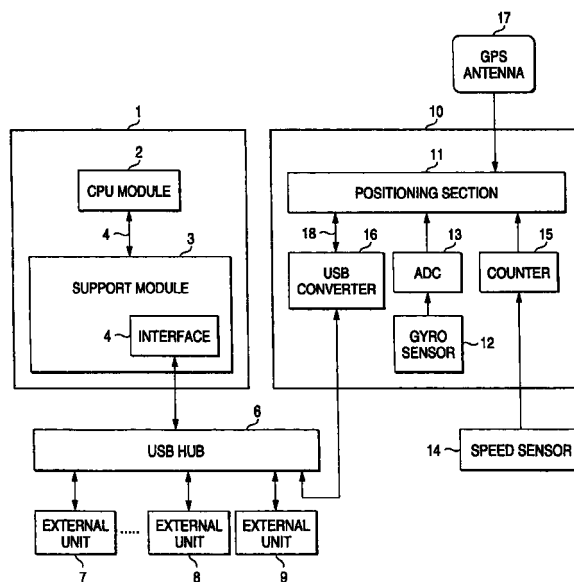 17
GPS
ANTENNA
1
10
2
CPU MODULE
11
POSITIONING SECTION
4
3
18
16
13
15
SUPPORT MODULE
USB
CONVERTER
ADC
COUNTER
4
INTERFACE
GYRO
SENSOR
12
6
USB HUB
14
SPEED SENSOR
EXTERNAL
UNIT
.....
EXTERNAL
UNIT
EXTERNAL
UNIT
7
8
9